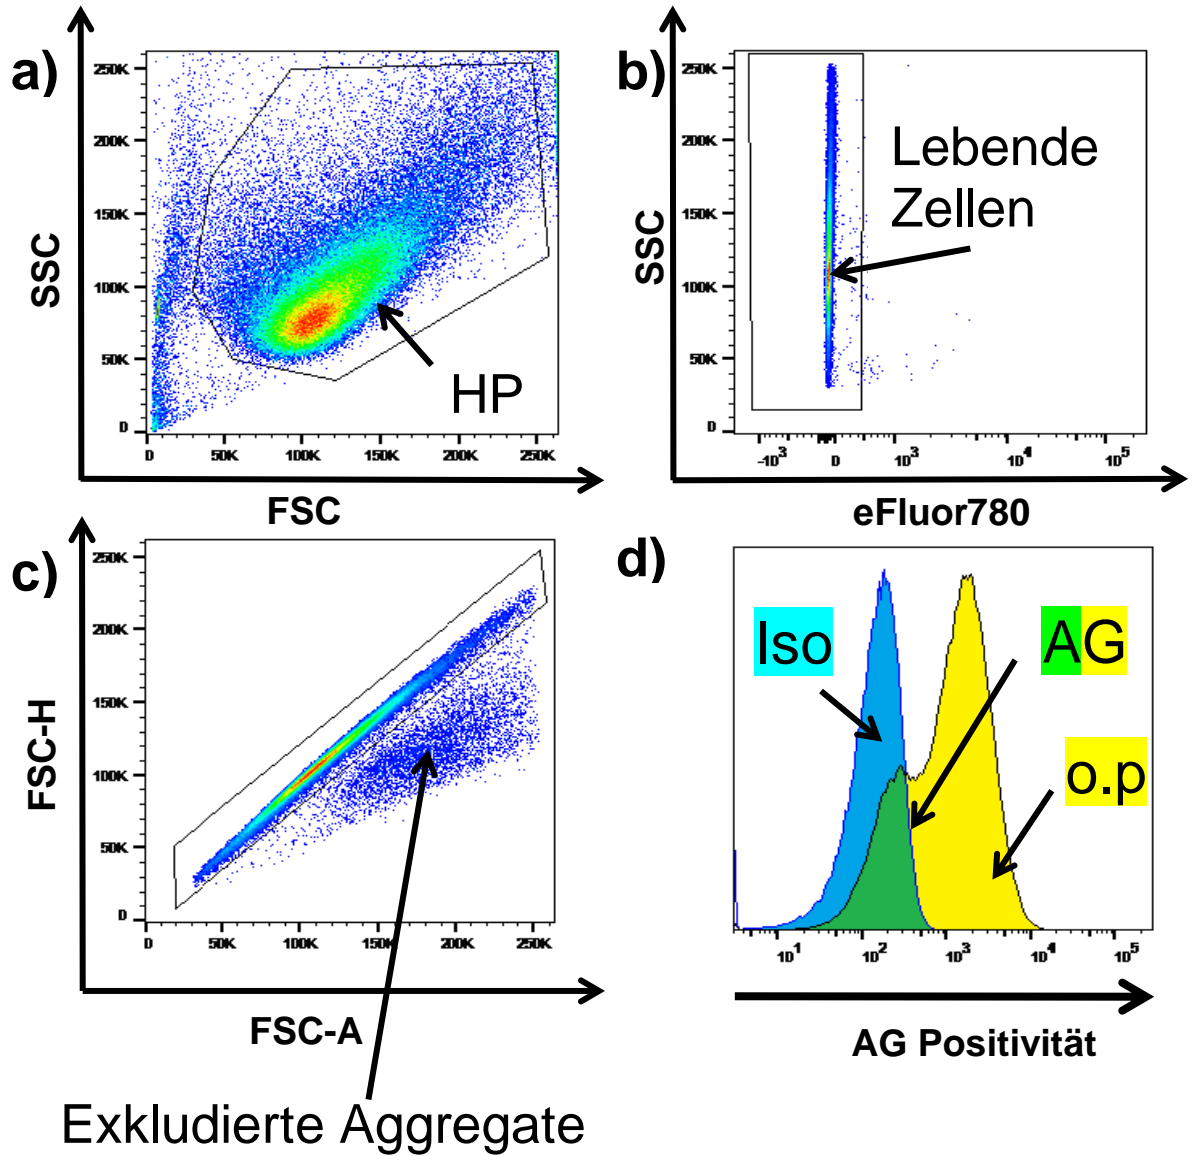 a)
SSC
250K
200K
150K
100K
50K
0
0 50K 100K 150K 200K 250K
HP
FSC
b)
SSC
250K
200K
150K
100K
50K
0
-10³ 0 10³ 10⁴ 10⁵
Lebende
Zellen
eFluor780
c)
FSC-H
250K
200K
150K
100K
50K
0
0 50K 100K 150K 200K 250K
FSC-A
Exkludierte Aggregate
d)
Iso
AG
o.p
10¹ 10² 10³ 10⁴ 10⁵
AG Positivität